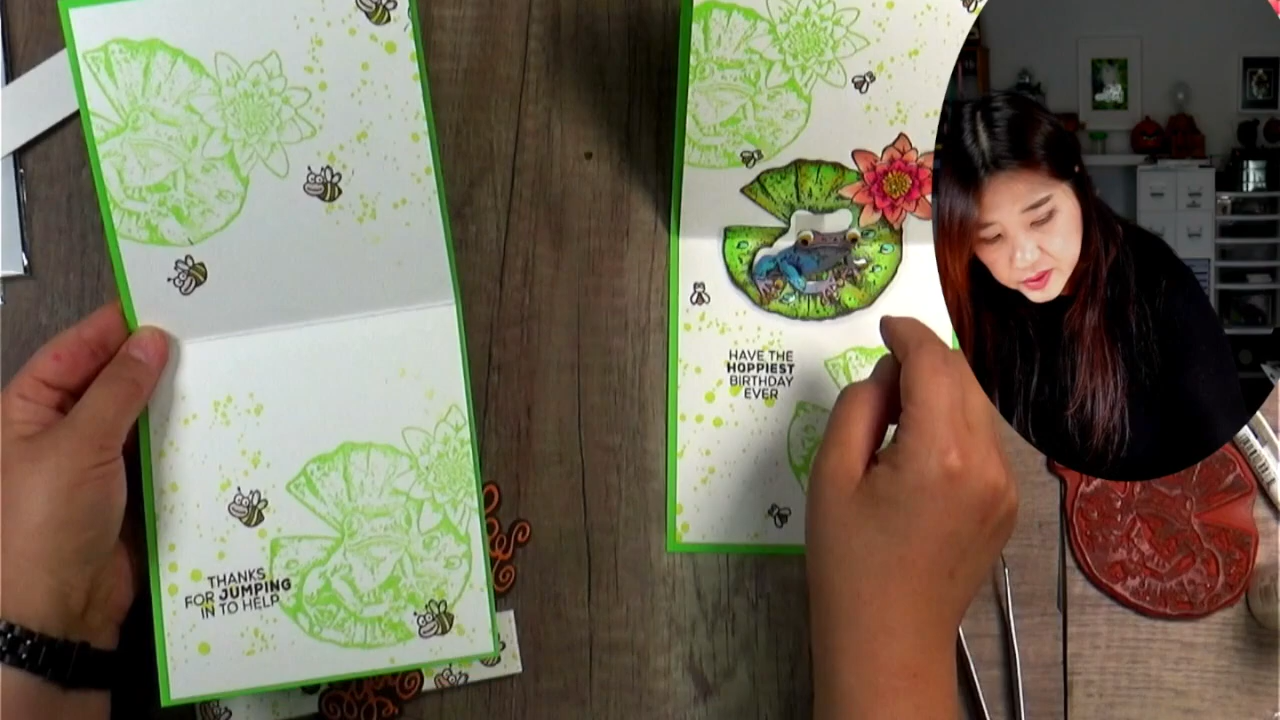 THANKS
FOR JUMPING
IN TO HELP
HAVE THE
HOPPIEST
BIRTHDAY
EVER